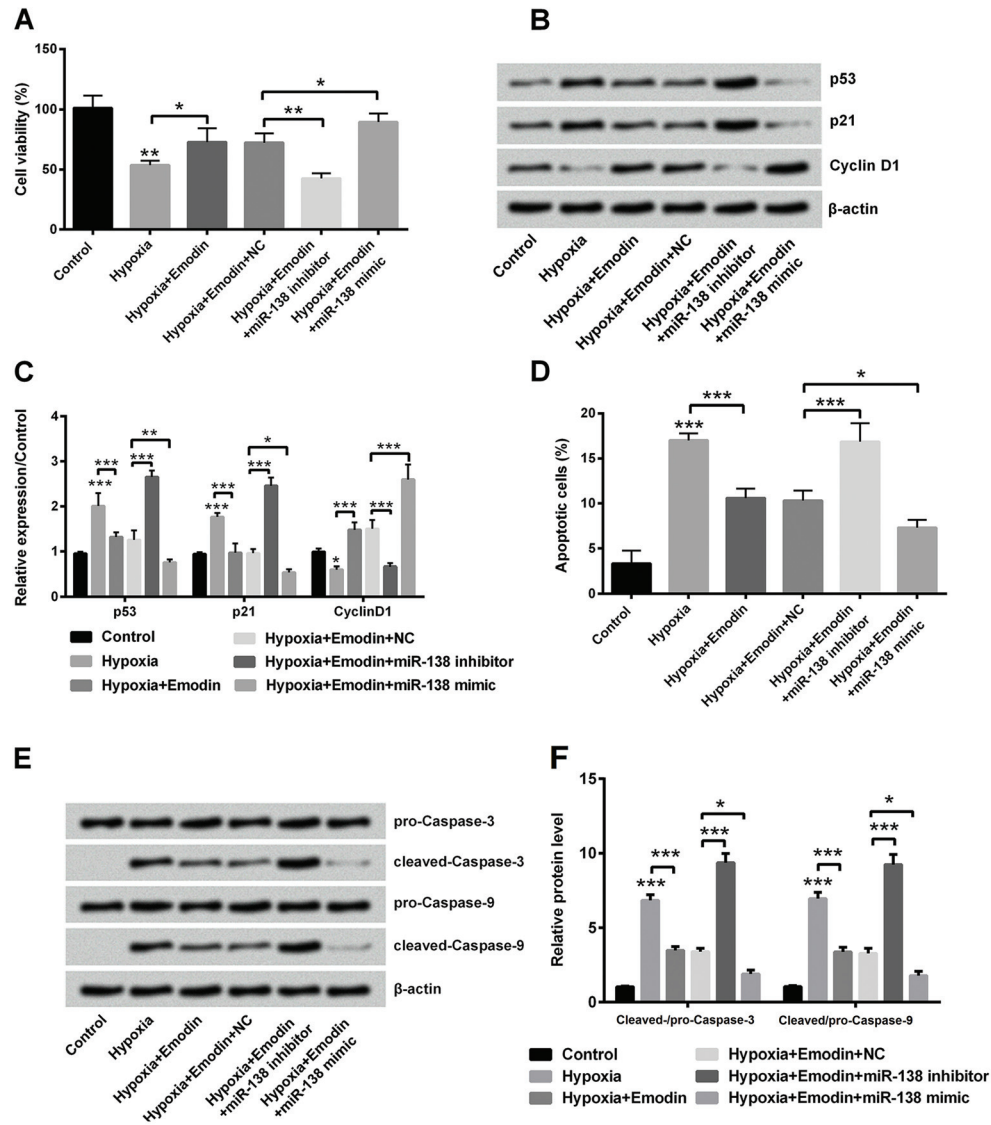 A
Cell viability (%)
150
100
50
0
**
*
**
*
Control
Hypoxia
Hypoxia+Emodin
Hypoxia+Emodin+NC
Hypoxia+Emodin
+miR-138 inhibitor
Hypoxia+Emodin
+miR-138 mimic
B
p53
p21
Cyclin D1
β-actin
Control
Hypoxia
Hypoxia+Emodin
Hypoxia+Emodin+NC
Hypoxia+Emodin
+miR-138 inhibitor
Hypoxia+Emodin
+miR-138 mimic
C
Relative expression/Control
4
3
2
1
0
***
***
***
**
***
***
***
*
*
***
***
***
p53
p21
CyclinD1
Control
Hypoxia
Hypoxia+Emodin
Hypoxia+Emodin+NC
Hypoxia+Emodin+miR-138 inhibitor
Hypoxia+Emodin+miR-138 mimic
D
Apoptotic cells (%)
20
15
10
5
0
***
***
***
*
Control
Hypoxia
Hypoxia+Emodin
Hypoxia+Emodin+NC
Hypoxia+Emodin
+miR-138 inhibitor
Hypoxia+Emodin
+miR-138 mimic
E
pro-Caspase-3
cleaved-Caspase-3
pro-Caspase-9
cleaved-Caspase-9
β-actin
Control
Hypoxia
Hypoxia+Emodin
Hypoxia+Emodin+NC
Hypoxia+Emodin
+miR-138 inhibitor
Hypoxia+Emodin
+miR-138 mimic
F
Relative protein level
15
10
5
0
***
***
***
*
***
***
***
*
Cleaved-/pro-Caspase-3
Cleaved/pro-Caspase-9
Control
Hypoxia
Hypoxia+Emodin
Hypoxia+Emodin+NC
Hypoxia+Emodin+miR-138 inhibitor
Hypoxia+Emodin+miR-138 mimic